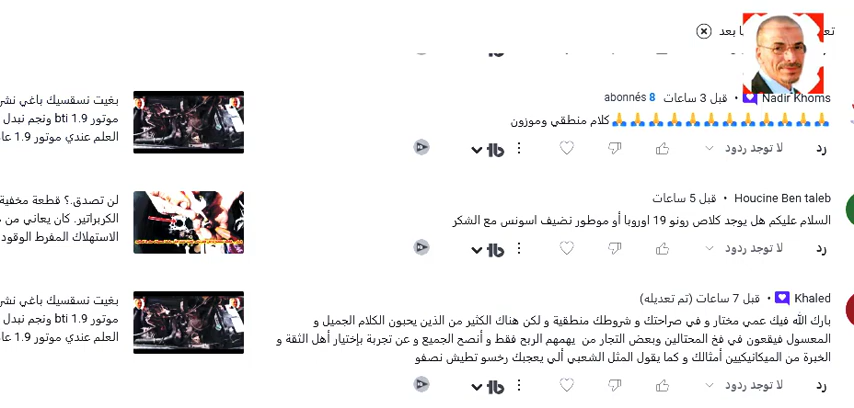 بعد
Nadir Khoms • قبل 3 ساعات 8 abonnés
🙏🙏🙏🙏🙏🙏🙏🙏🙏🙏🙏🙏 كلام منطقي وموزون
رد لا توجد ردود
بغيت نسقسيك باغي نشر
موتور 1.9 bti ونجم نبدل
العلم عندي موتور 1.9
Houcine Ben taleb • قبل 5 ساعات
السلام عليكم هل يوجد كلاص رونو 19 اوروبا أو موطور نضيف اسونس مع الشكر
رد لا توجد ردود
لن تصدق.؟ قطعة مخفية
الكربراتير. كان يعاني من
الاستهلاك المفرط الوقود
Khaled • قبل 7 ساعات (تم تعديله)
بارك الله فيك عمي مختار و في صراحتك و شروطك منطقية و لكن هناك الكثير من الذين يحبون الكلام الجميل و
المعسول فيقعون في فخ المحتالين وبعض التجار من يهمهم الربح فقط و أنصح الجميع و عن تجربة بإختيار أهل الثقة و
الخبرة من الميكانيكيين أمثالك و كما يقول المثل الشعبي ألي يعجبك رخسو تطيش نصفو
رد لا توجد ردود
بغيت نسقسيك باغي نشر
موتور 1.9 bti ونجم نبدل
العلم عندي موتور 1.9